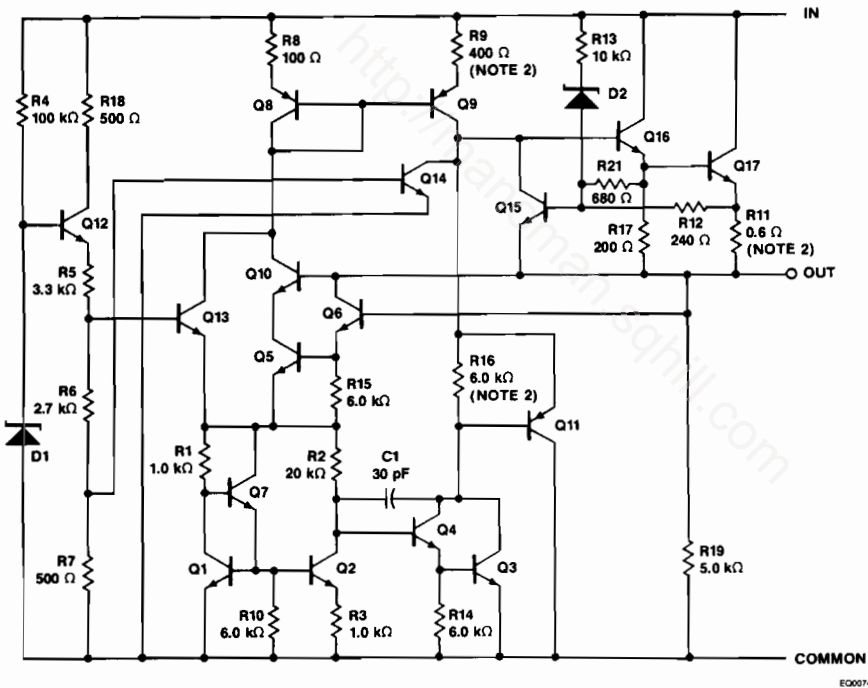 IN
R8
100 Ω
R9
400 Ω
(NOTE 2)
R13
10 kΩ
R4
100 kΩ
R18
500 Ω
Q8
Q9
D2
Q16
Q14
Q17
R21
680 Ω
Q12
Q15
R12
240 Ω
R17
200 Ω
R11
0.6 Ω
(NOTE 2)
R5
3.3 kΩ
Q10
OUT
Q13
Q6
Q5
R16
6.0 kΩ
(NOTE 2)
R15
6.0 kΩ
R6
2.7 kΩ
Q11
D1
R1
1.0 kΩ
R2
20 kΩ
C1
30 pF
Q7
Q4
R7
500 Ω
Q1
Q2
Q3
R19
5.0 kΩ
R10
6.0 kΩ
R3
1.0 kΩ
R14
6.0 kΩ
COMMON
http://manoman.sqhill.com